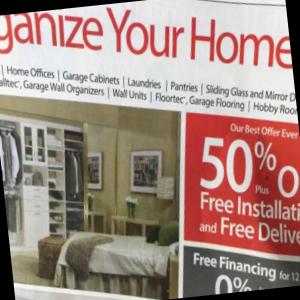 ganize Your Home
| Home Offices | Garage Cabinets | Laundries | Pantries | Sliding Glass and Mirror D
alltec, Garage Wall Organizers | Wall Units | Floortec, Garage Flooring | Hobby Roo
Our Best Offer Ever
50%
Plus
Free Installati
and Free Delive
Free Financing for 12
0%